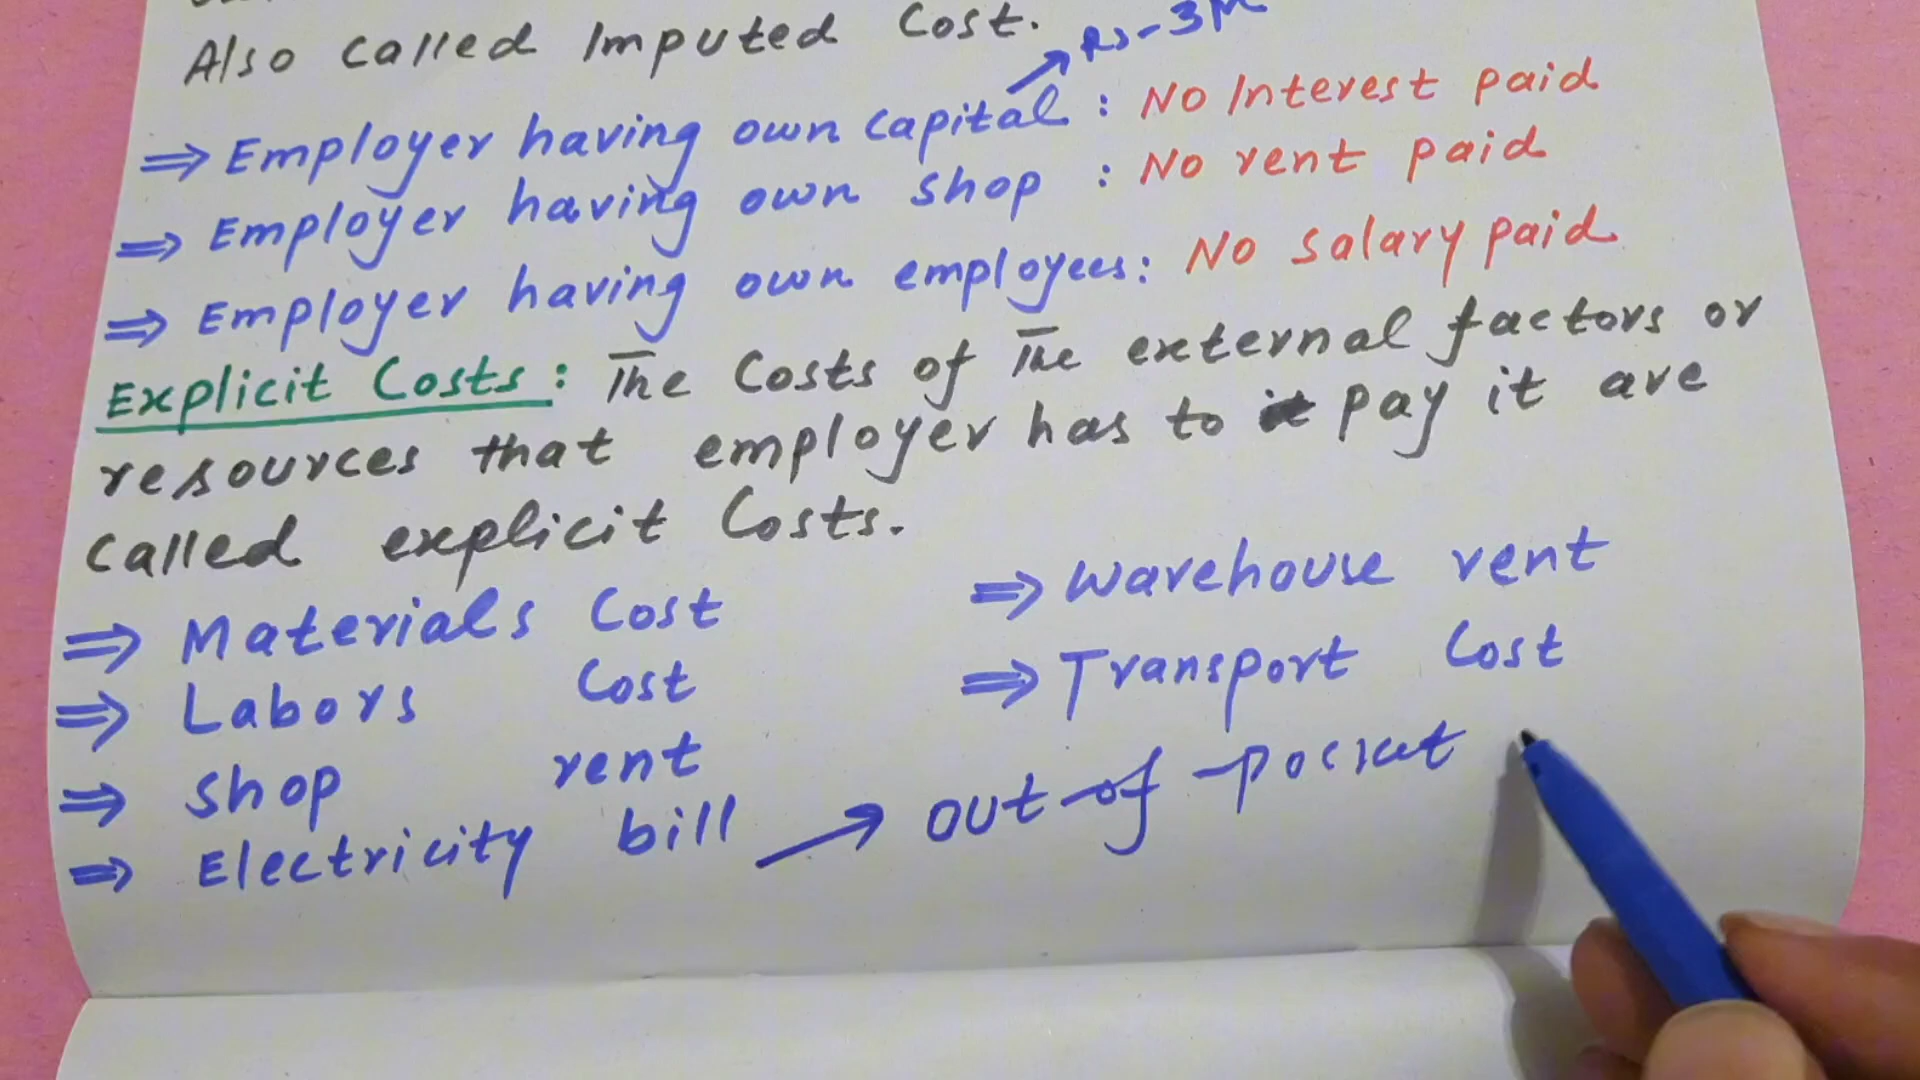 Also called Imputed Cost.
Rs-3M
⇒ Employer having own capital : No Interest paid
⇒ Employer having own shop : No rent paid
⇒ Employer having own employees: No salary paid
Explicit Costs: The Costs of The external factors or
resources that employer has to pay it are
called explicit Costs.
⇒ Materials Cost
⇒ Labors Cost
⇒ Shop rent
⇒ Electricity bill → out-of-pocket
⇒ Warehouse rent
⇒ Transport Cost